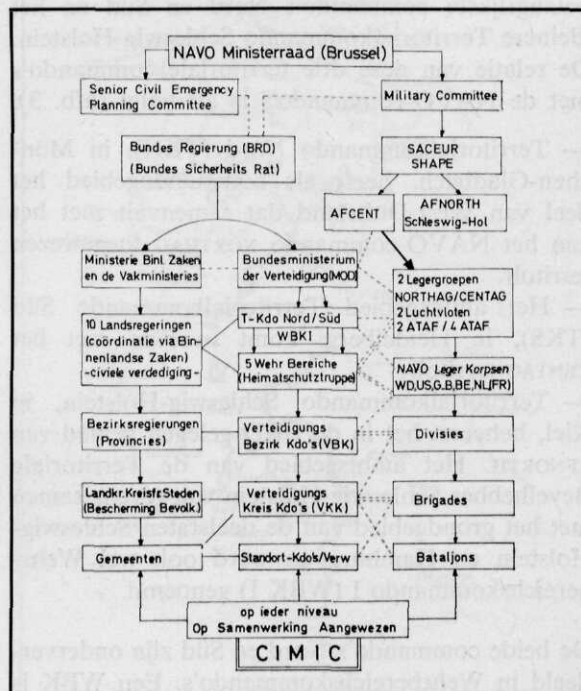 NAVO Ministerraad (Brussel)
Senior Civil Emergency
Planning Committee
Military Committee
Bundes Regierung (BRD)
(Bundes Sicherheits Rat)
SACEUR
SHAPE
AFCENT
AFNORTH
(Schleswig-Hol.)
Ministerie Binl. Zaken
en de Vakministeries
Bundesministerium
der Verteidigung (MOD)
2 Legergroepen
NORTHAG/CENTAG
2 Luchtvloten
2 ATAF / 4 ATAF
T-Kdo Nord/Süd
WBK I
10 Landsregeringen
(coordinatie via Bin-
nenlandse Zaken)
-civiele verdediging-
5 Wehr Bereiche
(Heimatschutztruppe)
NAVO Leger Korpsen
WD,US,G.B,BE,NL(FR)
Bezirksregierungen
(Provincies)
Verteidigungs
Bezirk Kdo's(VBK)
Divisies
Landkr.Kreisfr.Steden
(Bescherming Bevolk.)
Verteidigungs
Kreis Kdo's (VKK)
Brigades
Gemeenten
Standort-Kdo's/Verw
Bataljons
op ieder niveau
Op Samenwerking Aangewezen
CIMIC